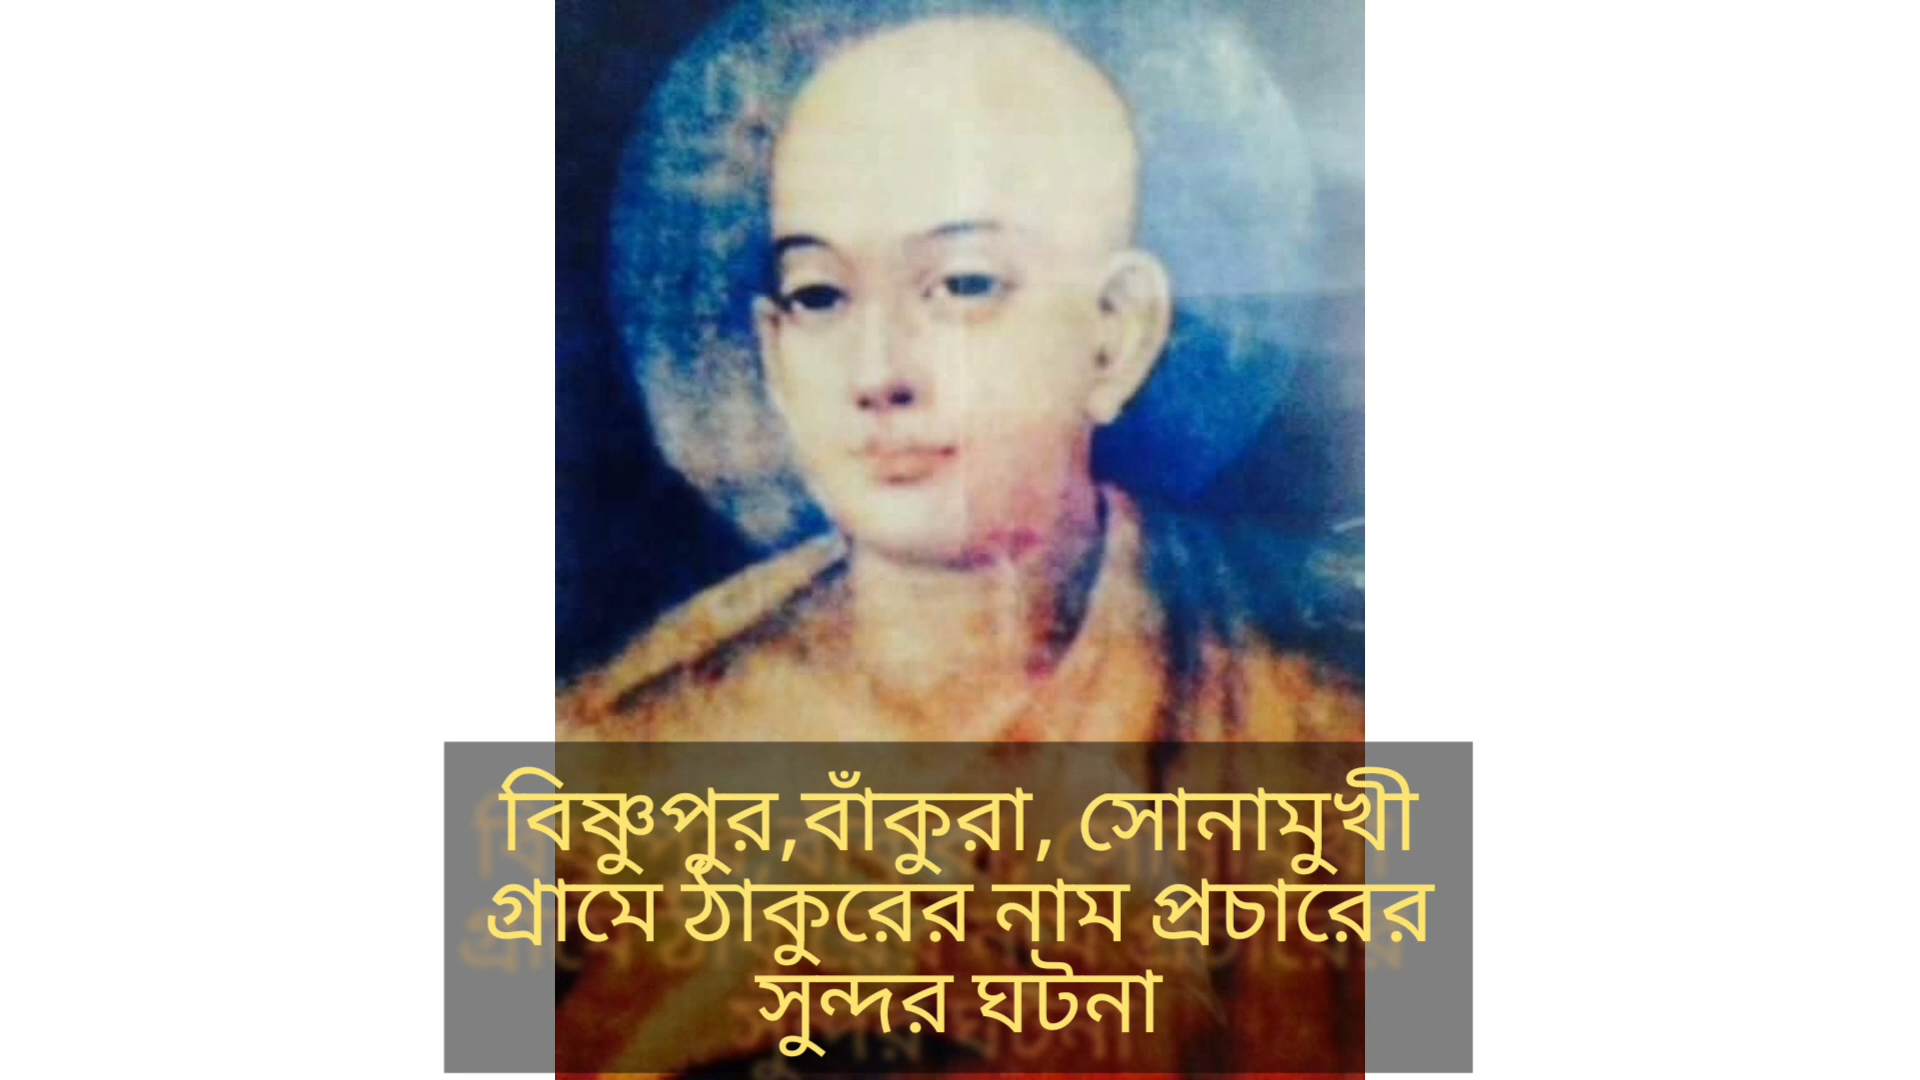 বিষ্ণুপুর,বাঁকুরা, সোনামুখী
গ্রামে ঠাকুরের নাম প্রচারের
সুন্দর ঘটনা